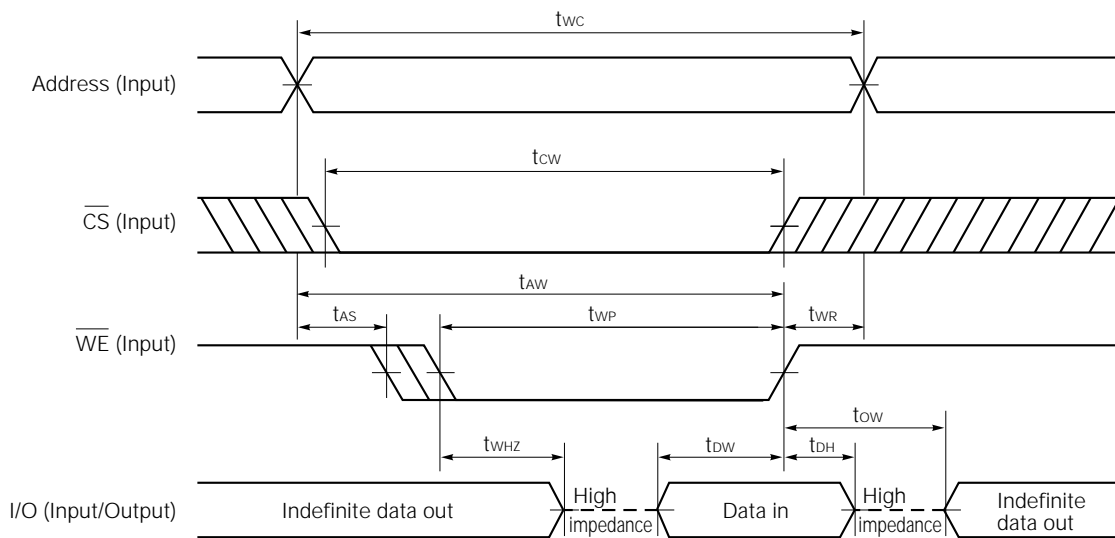 tWC
Address (Input)
tCW
CS (Input)
tAW
tAS
tWP
tWR
WE (Input)
tOW
tWHZ
tDW
tDH
I/O (Input/Output)
Indefinite data out
High
impedance
Data in
High
impedance
Indefinite
data out